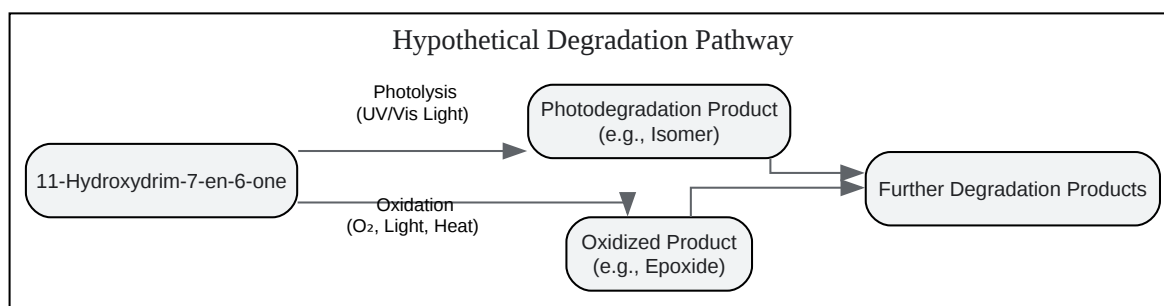 Hypothetical Degradation Pathway
Photolysis
(UV/Vis Light)
Photodegradation Product
(e.g., Isomer)
11-Hydroxydrim-7-en-6-one
Further Degradation Products
Oxidation
(O₂, Light, Heat)
Oxidized Product
(e.g., Epoxide)